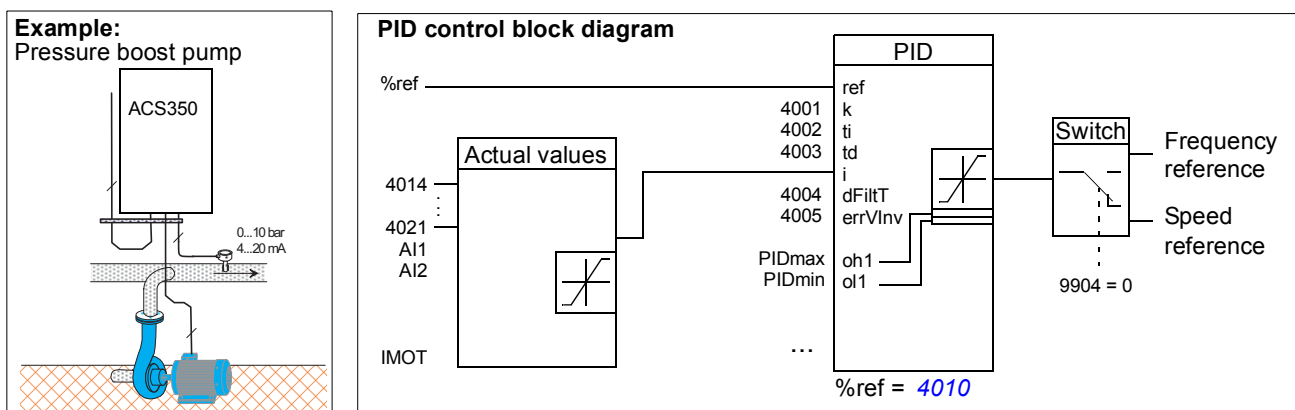 Example:
Pressure boost pump
ACS350
0...10 bar
4...20 mA
PID control block diagram
PID
%ref
ref
4001
k
4002
ti
4003
td
i
4004
dFiltT
4005
errVInv
PIDmax
oh1
PIDmin
ol1
Actual values
4014
4021
AI1
AI2
IMOT
...
%ref = 4010
Switch
Frequency
reference
Speed
reference
9904 = 0